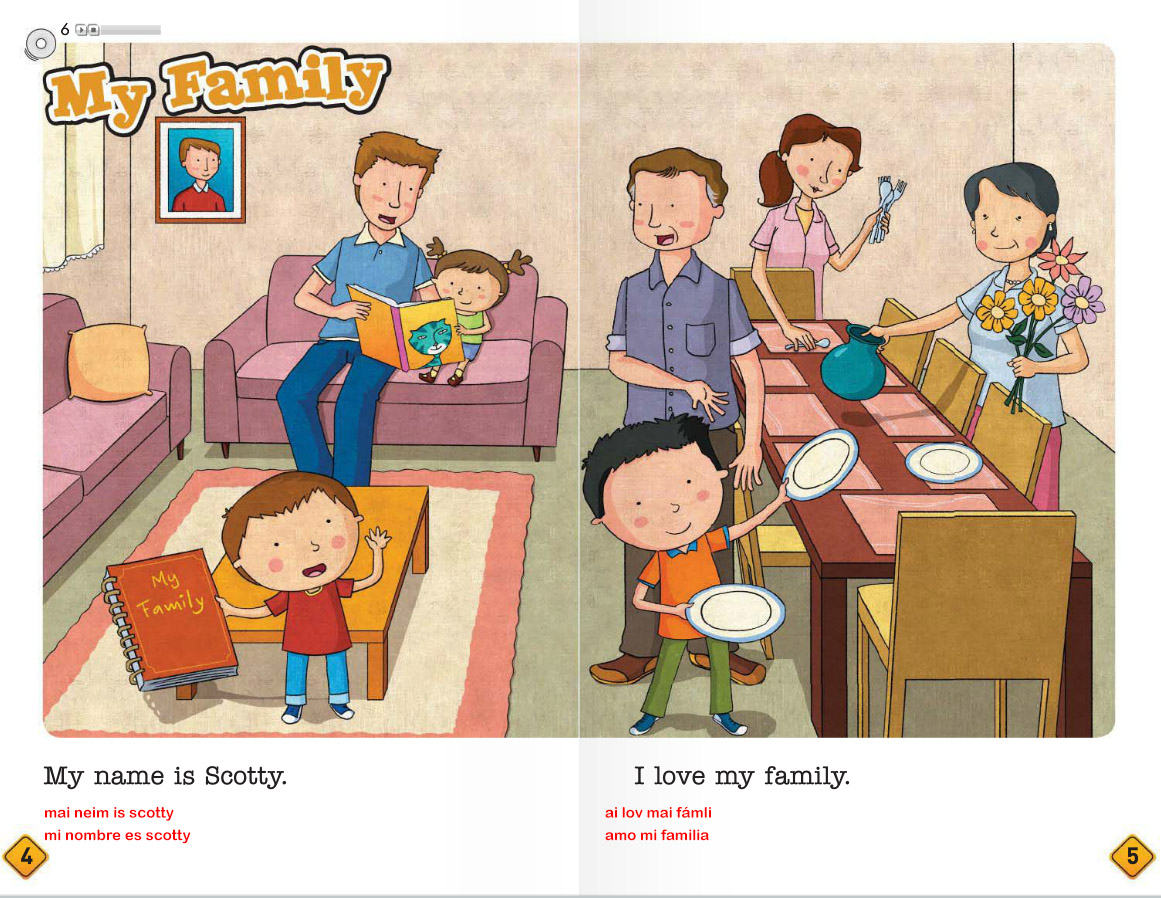 6
My Family
My
Family
My name is Scotty.
mai neim is scotty
mi nombre es scotty
4
I love my family.
ai lov mai fámli
amo mi familia
5